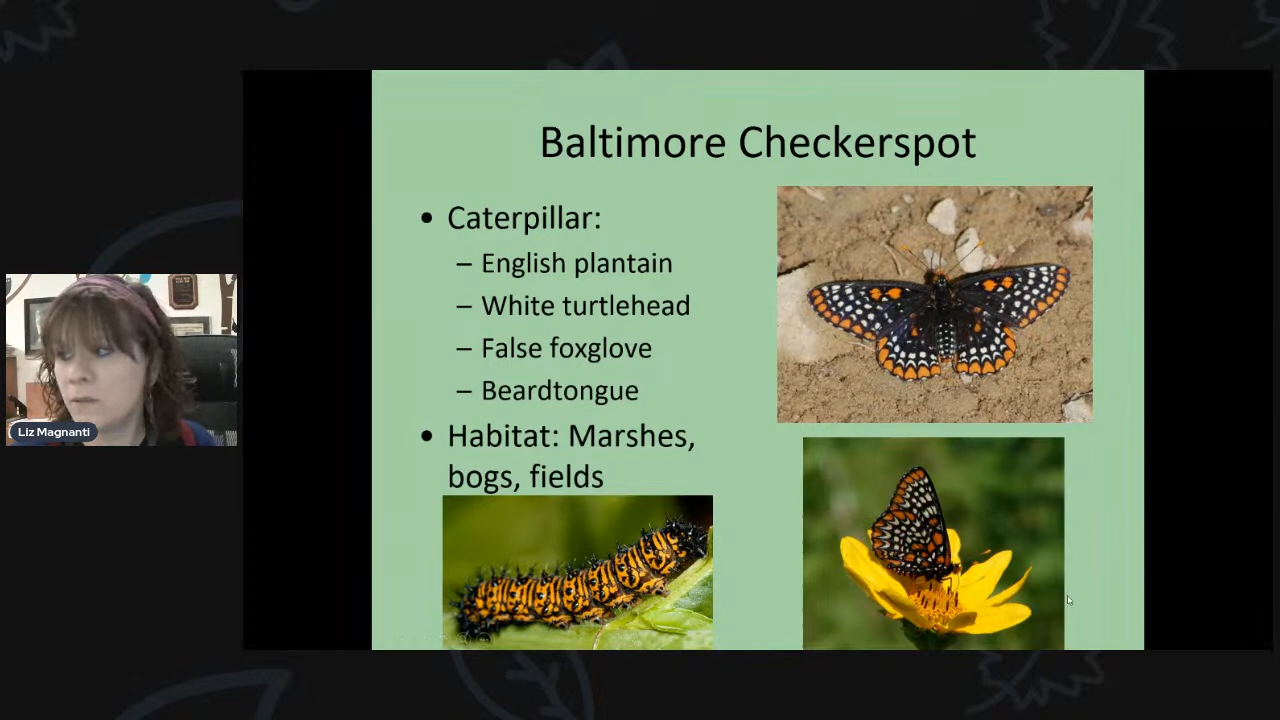 Baltimore Checkerspot
• Caterpillar:
– English plantain
– White turtlehead
– False foxglove
– Beardtongue
• Habitat: Marshes,
bogs, fields
Liz Magnanti